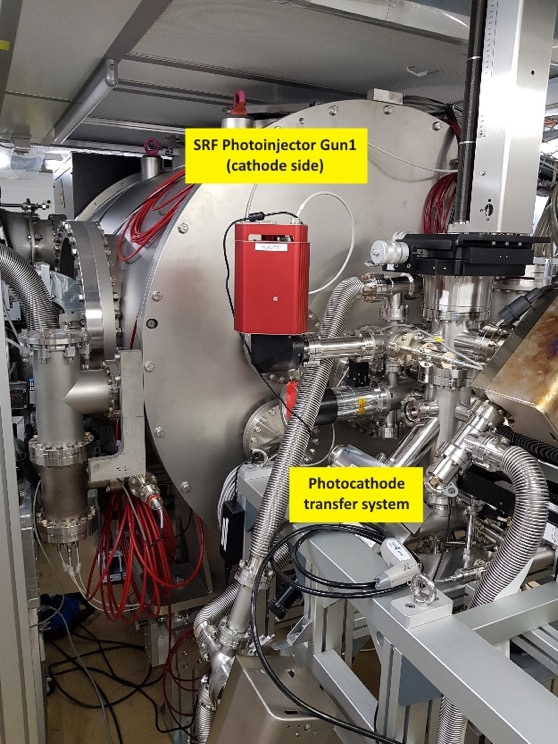 SRF Photoinjector Gun1
(cathode side)
Photocathode
transfer system